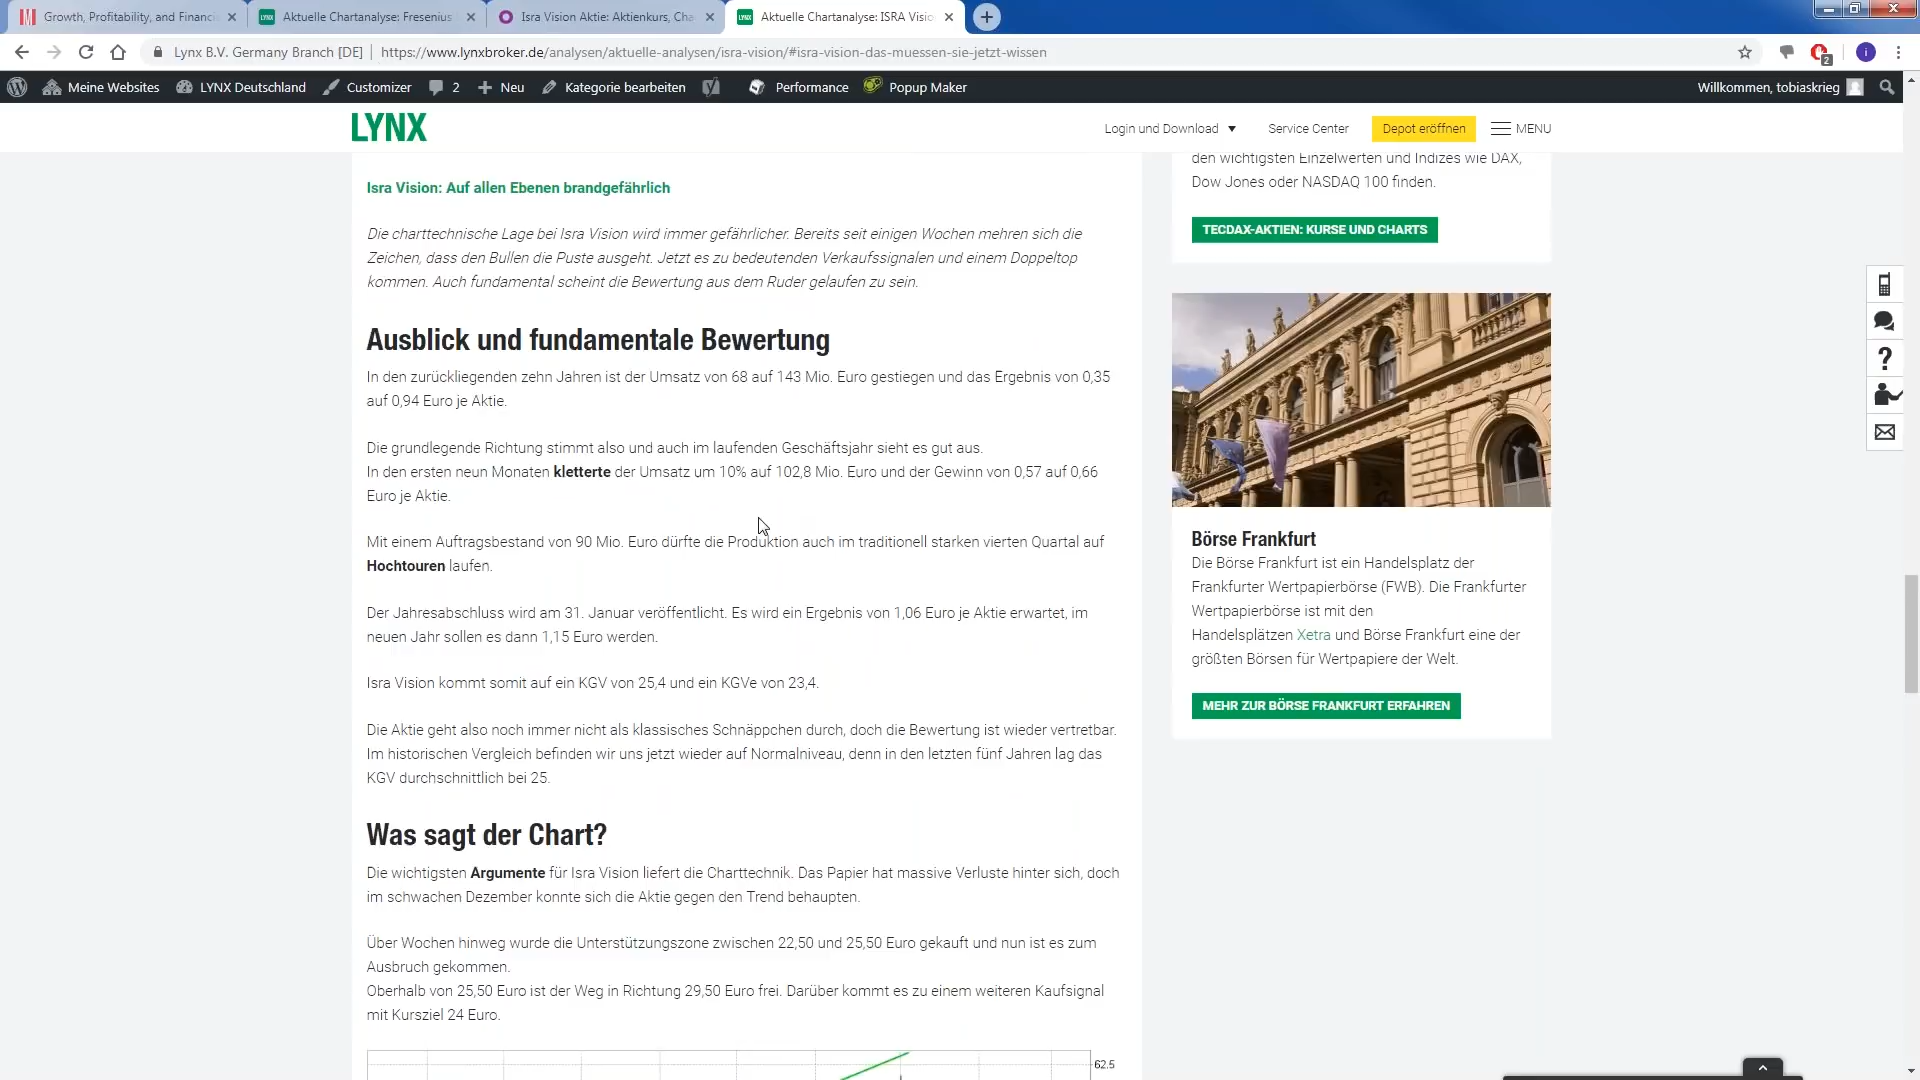 Growth, Profitability, and Financi
Aktuelle Chartanalyse: Fresenius
Isra Vision Aktie: Aktienkurs, Cha
Aktuelle Chartanalyse: ISRA Visio
Lynx B.V. Germany Branch [DE] | https://www.lynxbroker.de/analysen/aktuelle-analysen/isra-vision/#isra-vision-das-muessen-sie-jetzt-wissen
2
Meine Websites LYNX Deutschland Customizer 2 Neu Kategorie bearbeiten Performance Popup Maker Willkommen, tobiaskrieg
LYNX
Login und Download Service Center Depot eröffnen MENU
Isra Vision: Auf allen Ebenen brandgefährlich
Die charttechnische Lage bei Isra Vision wird immer gefährlicher. Bereits seit einigen Wochen mehren sich die
Zeichen, dass den Bullen die Puste ausgeht. Jetzt es zu bedeutenden Verkaufssignalen und einem Doppeltop
kommen. Auch fundamental scheint die Bewertung aus dem Ruder gelaufen zu sein.
Ausblick und fundamentale Bewertung
In den zurückliegenden zehn Jahren ist der Umsatz von 68 auf 143 Mio. Euro gestiegen und das Ergebnis von 0,35
auf 0,94 Euro je Aktie.
Die grundlegende Richtung stimmt also und auch im laufenden Geschäftsjahr sieht es gut aus.
In den ersten neun Monaten kletterte der Umsatz um 10% auf 102,8 Mio. Euro und der Gewinn von 0,57 auf 0,66
Euro je Aktie.
Mit einem Auftragsbestand von 90 Mio. Euro dürfte die Produktion auch im traditionell starken vierten Quartal auf
Hochtouren laufen.
Der Jahresabschluss wird am 31. Januar veröffentlicht. Es wird ein Ergebnis von 1,06 Euro je Aktie erwartet, im
neuen Jahr sollen es dann 1,15 Euro werden.
Isra Vision kommt somit auf ein KGV von 25,4 und ein KGVe von 23,4.
Die Aktie geht also noch immer nicht als klassisches Schnäppchen durch, doch die Bewertung ist wieder vertretbar.
Im historischen Vergleich befinden wir uns jetzt wieder auf Normalniveau, denn in den letzten fünf Jahren lag das
KGV durchschnittlich bei 25.
Was sagt der Chart?
Die wichtigsten Argumente für Isra Vision liefert die Charttechnik. Das Papier hat massive Verluste hinter sich, doch
im schwachen Dezember konnte sich die Aktie gegen den Trend behaupten.
Über Wochen hinweg wurde die Unterstützungszone zwischen 22,50 und 25,50 Euro gekauft und nun ist es zum
Ausbruch gekommen.
Oberhalb von 25,50 Euro ist der Weg in Richtung 29,50 Euro frei. Darüber kommt es zu einem weiteren Kaufsignal
mit Kursziel 24 Euro.
62.5
den wichtigsten Einzelwerten und Indizes wie DAX,
Dow Jones oder NASDAQ 100 finden.
TECDAX-AKTIEN: KURSE UND CHARTS
Börse Frankfurt
Die Börse Frankfurt ist ein Handelsplatz der
Frankfurter Wertpapierbörse (FWB). Die Frankfurter
Wertpapierbörse ist mit den
Handelsplätzen Xetra und Börse Frankfurt eine der
größten Börsen für Wertpapiere der Welt.
MEHR ZUR BÖRSE FRANKFURT ERFAHREN